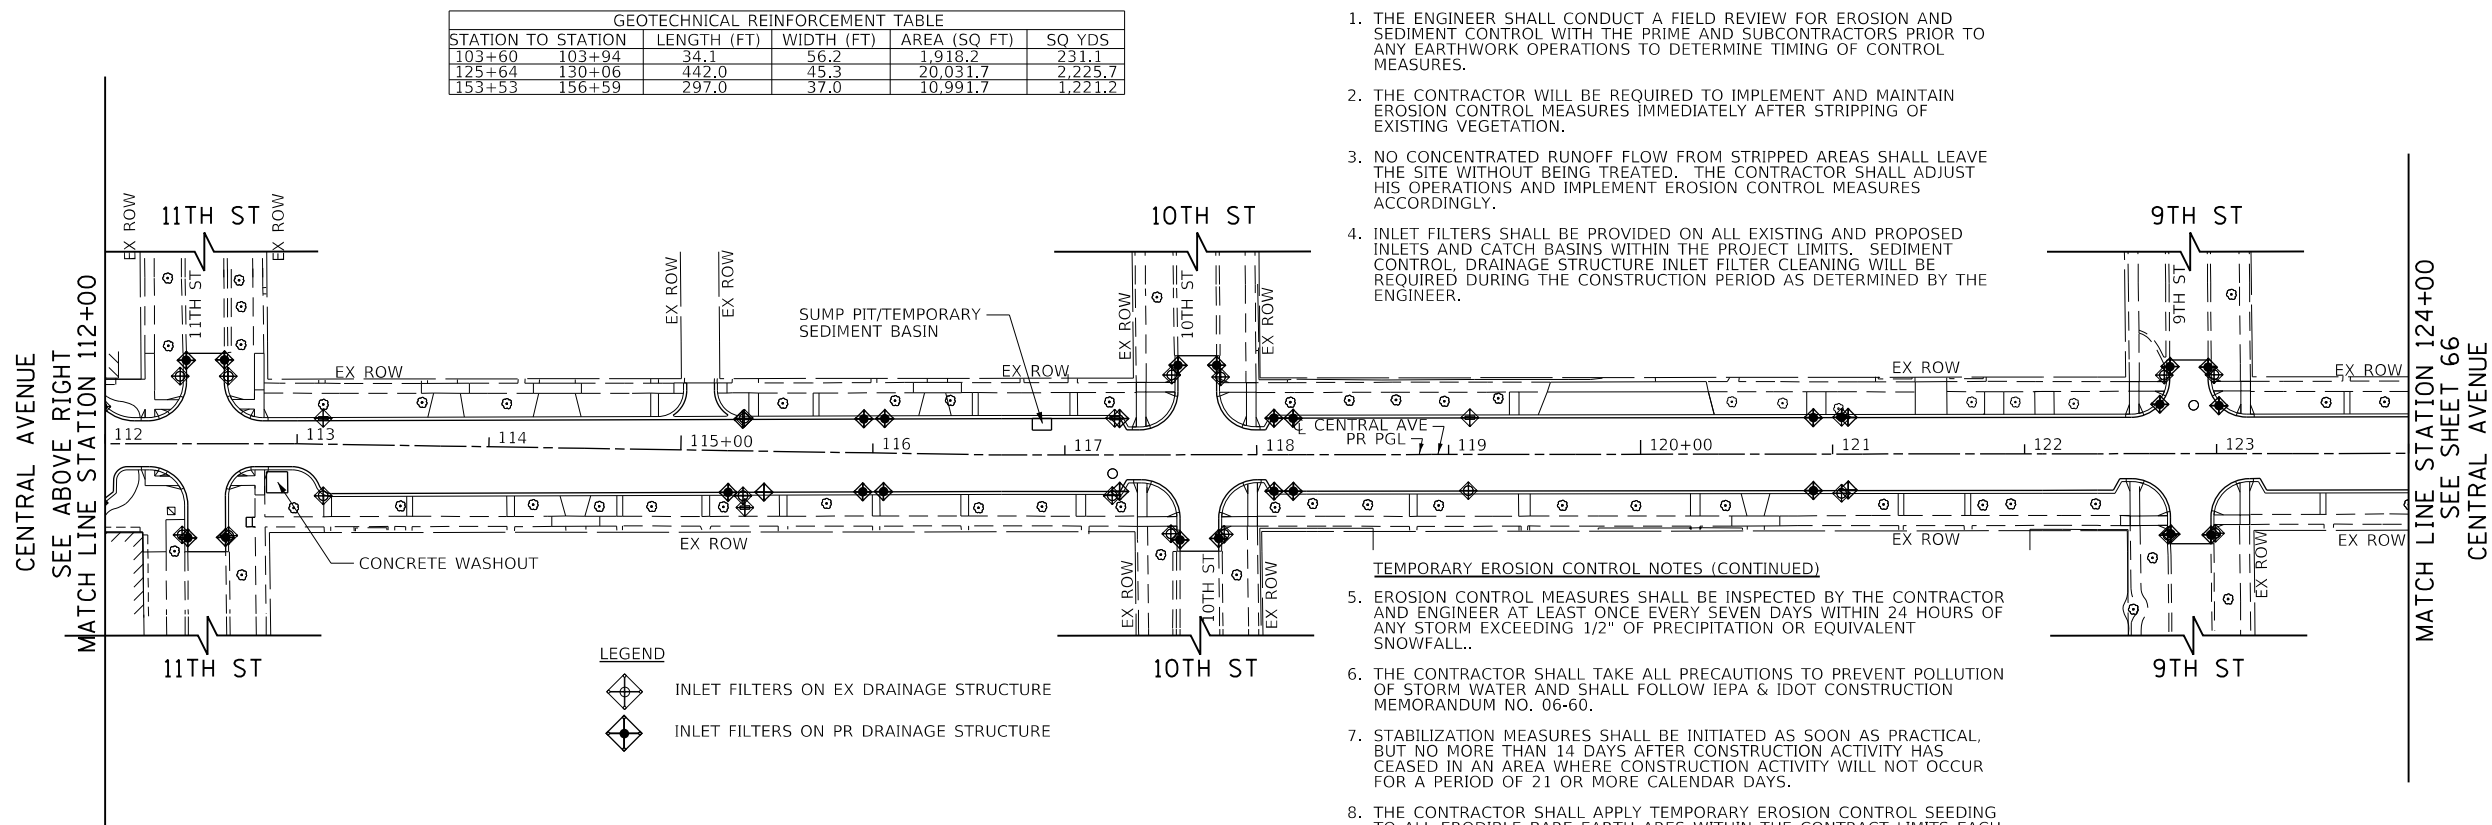 GEOTECHNICAL REINFORCEMENT TABLE
STATION TO STATION LENGTH (FT) WIDTH (FT) AREA (SQ FT) SQ YDS
103+60 103+94 34.1 56.2 1,918.2 231.1
125+64 130+06 442.0 45.3 20,031.7 2,225.7
153+53 156+59 297.0 37.0 10,991.7 1,221.2
1. THE ENGINEER SHALL CONDUCT A FIELD REVIEW FOR EROSION AND
SEDIMENT CONTROL WITH THE PRIME AND SUBCONTRACTORS PRIOR TO
ANY EARTHWORK OPERATIONS TO DETERMINE TIMING OF CONTROL
MEASURES.
2. THE CONTRACTOR WILL BE REQUIRED TO IMPLEMENT AND MAINTAIN
EROSION CONTROL MEASURES IMMEDIATELY AFTER STRIPPING OF
EXISTING VEGETATION.
3. NO CONCENTRATED RUNOFF FLOW FROM STRIPPED AREAS SHALL LEAVE
THE SITE WITHOUT BEING TREATED. THE CONTRACTOR SHALL ADJUST
HIS OPERATIONS AND IMPLEMENT EROSION CONTROL MEASURES
ACCORDINGLY.
4. INLET FILTERS SHALL BE PROVIDED ON ALL EXISTING AND PROPOSED
INLETS AND CATCH BASINS WITHIN THE PROJECT LIMITS. SEDIMENT
CONTROL, DRAINAGE STRUCTURE INLET FILTER CLEANING WILL BE
REQUIRED DURING THE CONSTRUCTION PERIOD AS DETERMINED BY THE
ENGINEER.
CENTRAL AVENUE
SEE ABOVE RIGHT
MATCH LINE STATION 112+00
EX ROW
11TH ST
EX ROW
11TH ST
EX ROW
EX ROW
EX ROW
SUMP PIT/TEMPORARY
SEDIMENT BASIN
EX ROW
EX ROW
10TH ST
10TH ST
EX ROW
EX ROW
9TH ST
9TH ST
EX ROW
112
113
114
115+00
116
117
118
℄ CENTRAL AVE
PR PGL
119
120+00
121
122
123
CONCRETE WASHOUT
EX ROW
11TH ST
EX ROW
10TH ST
EX ROW
10TH ST
EX ROW
EX ROW
EX ROW
9TH ST
MATCH LINE STATION 124+00
SEE SHEET 66
CENTRAL AVENUE
LEGEND
INLET FILTERS ON EX DRAINAGE STRUCTURE
INLET FILTERS ON PR DRAINAGE STRUCTURE
TEMPORARY EROSION CONTROL NOTES (CONTINUED)
5. EROSION CONTROL MEASURES SHALL BE INSPECTED BY THE CONTRACTOR
AND ENGINEER AT LEAST ONCE EVERY SEVEN DAYS WITHIN 24 HOURS OF
ANY STORM EXCEEDING 1/2" OF PRECIPITATION OR EQUIVALENT
SNOWFALL..
6. THE CONTRACTOR SHALL TAKE ALL PRECAUTIONS TO PREVENT POLLUTION
OF STORM WATER AND SHALL FOLLOW IEPA & IDOT CONSTRUCTION
MEMORANDUM NO. 06-60.
7. STABILIZATION MEASURES SHALL BE INITIATED AS SOON AS PRACTICAL,
BUT NO MORE THAN 14 DAYS AFTER CONSTRUCTION ACTIVITY HAS
CEASED IN AN AREA WHERE CONSTRUCTION ACTIVITY WILL NOT OCCUR
FOR A PERIOD OF 21 OR MORE CALENDAR DAYS.
8. THE CONTRACTOR SHALL APPLY TEMPORARY EROSION CONTROL SEEDING
TO ALL ERODIBLE BARE EARTH ARES WITHIN THE CONTRACT LIMITS EACH